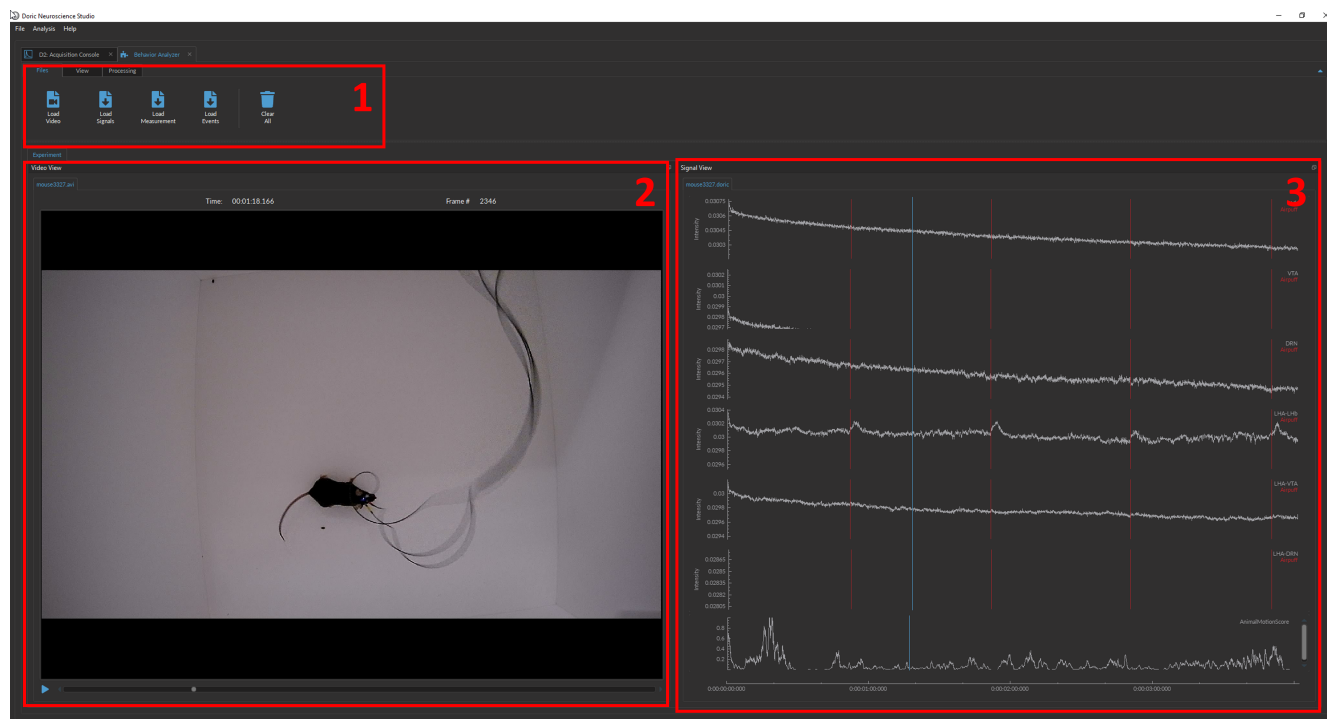 Doric Neuroscience Studio
File Analysis Help
D2: Acquisition Console × Behavior Analyzer ×
Files View Processing
Load Video
Load Signals
Load Measurement
Load Events
Clear All
1
Experiment
Video View
mouse3327.avi
2
Time: 00:01:18.166 Frame # 2346
Signal View
mouse3327.doric
3
Intensity
0.03075
0.0306
0.03045
0.0303
Airpuff
Intensity
0.0302
0.0301
0.03
0.0299
0.0298
0.0297
VTA
Airpuff
Intensity
0.0298
0.0297
0.0296
0.0295
0.0294
DRN
Airpuff
Intensity
0.0304
0.0302
0.03
0.0298
0.0296
LHA-LHb
Airpuff
Intensity
0.03
0.0298
0.0296
0.0294
LHA-VTA
Airpuff
Intensity
0.02865
0.0285
0.02835
0.0282
0.02805
LHA-DRN
Airpuff
0.8
0.6
0.4
0.2
AnimalMotionScore
0:00:00:00.000 0:00:01:00.000 0:00:02:00.000 0:00:03:00.000